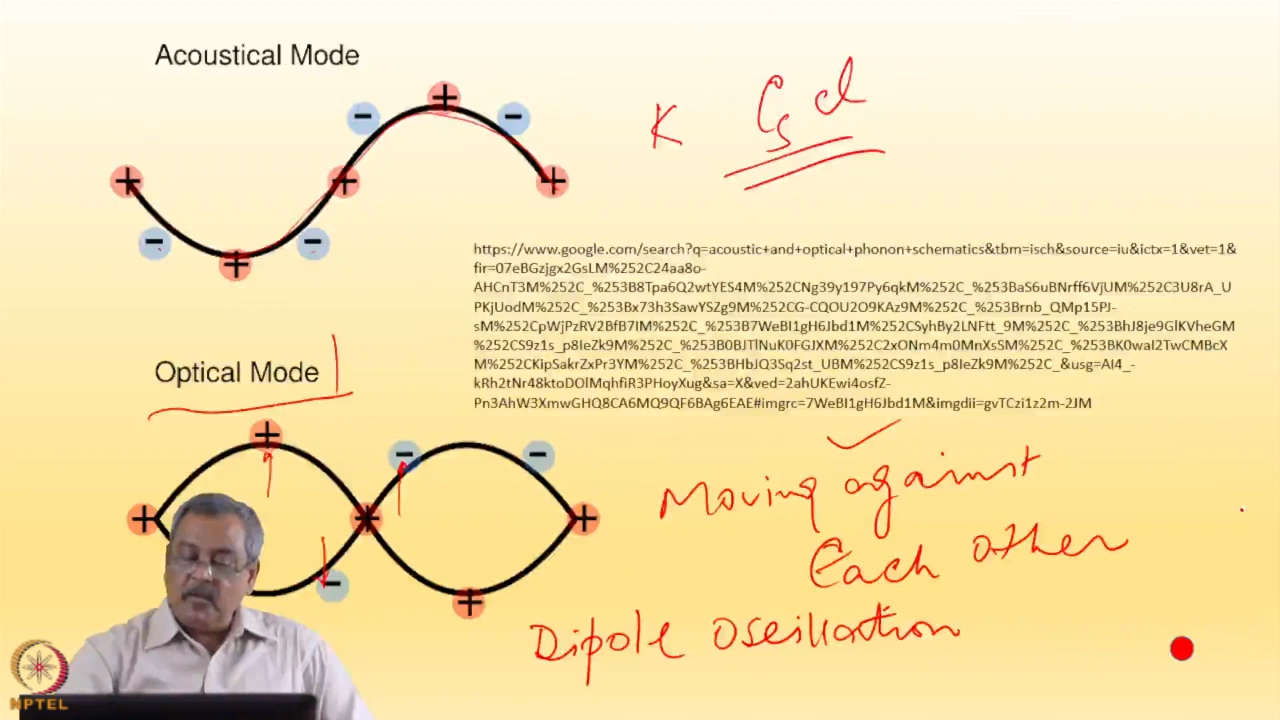 Acoustical Mode
+ - + - + - + - +
K CsCl
https://www.google.com/search?q=acoustic+and+optical+phonon+schematics&tbm=isch&source=iu&ictx=1&vet=1&
fir=07eBGzjgx2GsLM%252C24aa8o-
AHCnT3M%252C_%253B8Tpa6Q2wtYES4M%252CNg39y197Py6qkM%252C_%253BaS6uBNrff6VjUM%252C3U8rA_U
PKjUodM%252C_%253Bx73h3SawYSZg9M%252CG-CQOU2O9KAz9M%252C_%253Brnb_QMp15PJ-
sM%252CpWjPzRV2BfB7IM%252C_%253B7WeBI1gH6Jbd1M%252CSyhBy2LNFtt_9M%252C_%253BhJ8je9GlKVheGM
%252CS9z1s_p8IeZk9M%252C_%253B0BJTlNuK0FGJXM%252C2xONm4m0MnXsSM%252C_%253BK0waI2TwCMBcX
M%252CKipSakrZxPr3YM%252C_%253BHbJQ3Sq2st_UBM%252CS9z1s_p8IeZk9M%252C_&usg=AI4_-
kRh2tNr48ktoDOlMqhfiR3PHoyXug&sa=X&ved=2ahUKEwi4osfZ-
Pn3AhW3XmwGHQ8CA6MQ9QF6BAg6EAE#imgrc=7WeBI1gH6Jbd1M&imgdii=gvTCzi1z2m-2JM
Optical Mode
+ + - + - - + +
Moving against
Each other
Dipole Oscillation
NPTEL